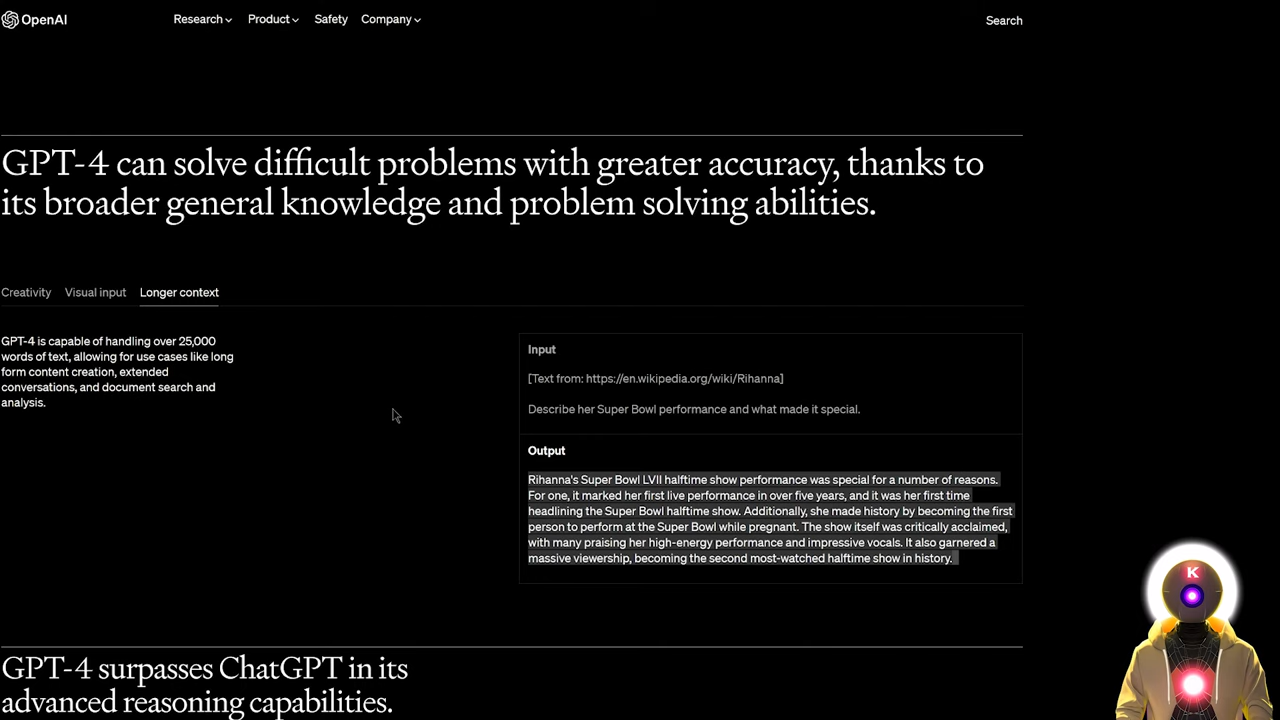 OpenAI
Research Product Safety Company
Search
GPT-4 can solve difficult problems with greater accuracy, thanks to
its broader general knowledge and problem solving abilities.
Creativity Visual input Longer context
GPT-4 is capable of handling over 25,000
words of text, allowing for use cases like long
form content creation, extended
conversations, and document search and
analysis.
Input
[Text from: https://en.wikipedia.org/wiki/Rihanna]
Describe her Super Bowl performance and what made it special.
Output
Rihanna's Super Bowl LVII halftime show performance was special for a number of reasons.
For one, it marked her first live performance in over five years, and it was her first time
headlining the Super Bowl halftime show. Additionally, she made history by becoming the first
person to perform at the Super Bowl while pregnant. The show itself was critically acclaimed,
with many praising her high-energy performance and impressive vocals. It also garnered a
massive viewership, becoming the second most-watched halftime show in history.
GPT-4 surpasses ChatGPT in its
advanced reasoning capabilities.
K